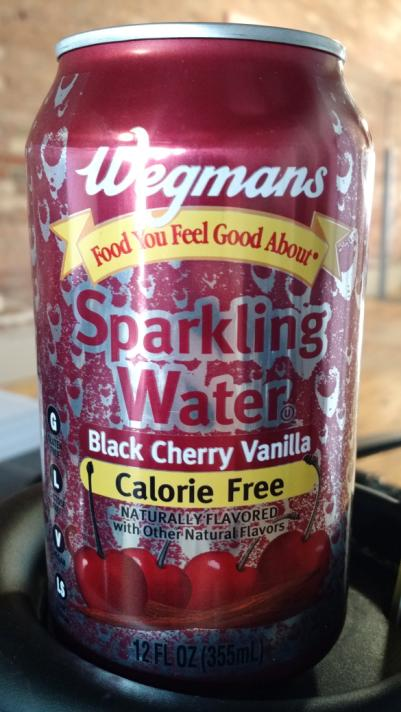 Wegmans
Food You Feel Good About
Sparkling
Water
Black Cherry Vanilla
Calorie Free
NATURALLY FLAVORED
with Other Natural Flavors
G
L
V
LS
12 FL OZ (355mL)